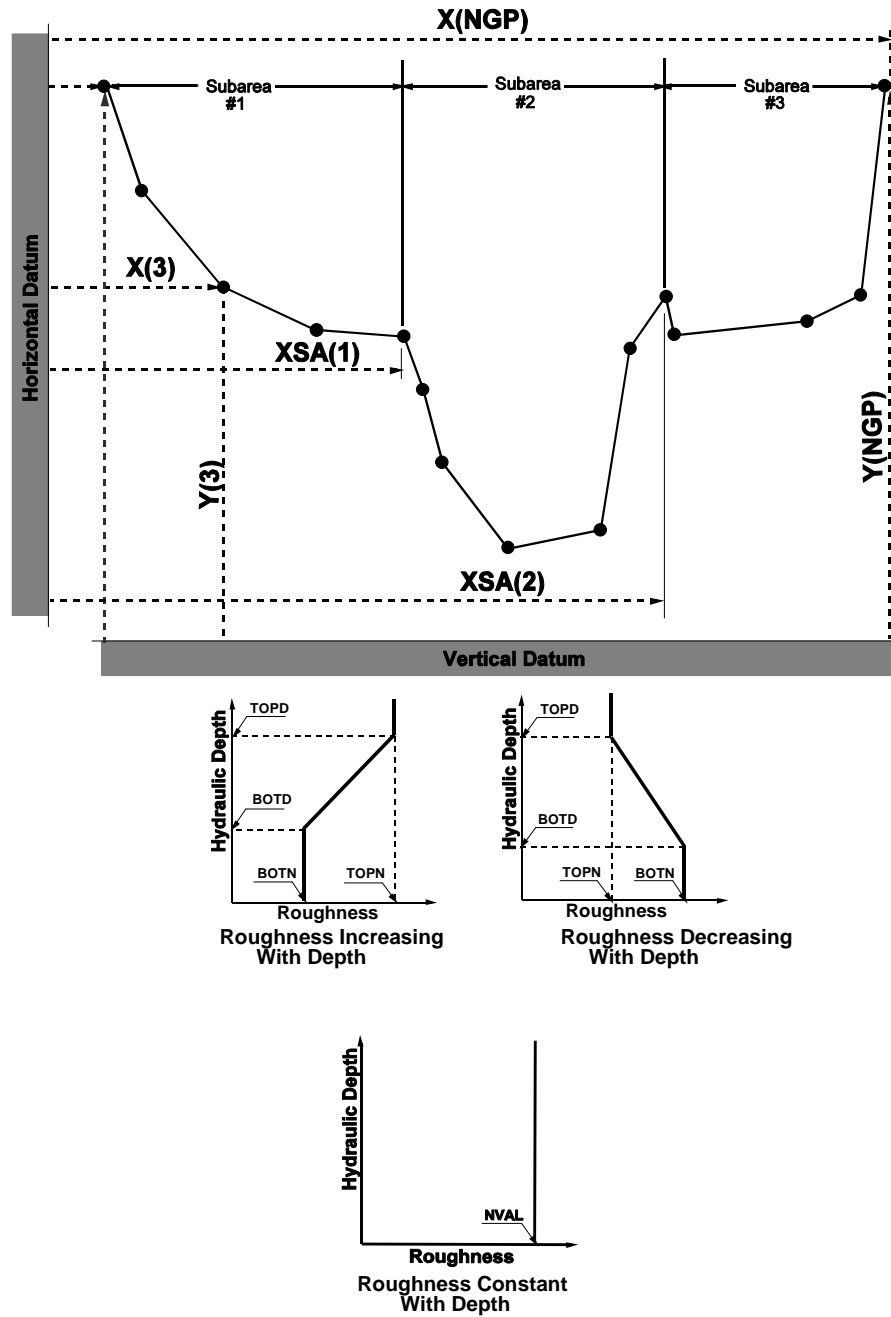 X(NGP)
Subarea
#1
Subarea
#2
Subarea
#3
Horizontal Datum
X(3)
XSA(1)
Y(3)
Y(NGP)
XSA(2)
Vertical Datum
Hydraulic Depth
TOPD
BOTD
BOTN
TOPN
Roughness
Roughness Increasing
With Depth
Hydraulic Depth
TOPD
BOTD
TOPN
BOTN
Roughness
Roughness Decreasing
With Depth
Hydraulic Depth
NVAL
Roughness
Roughness Constant
With Depth